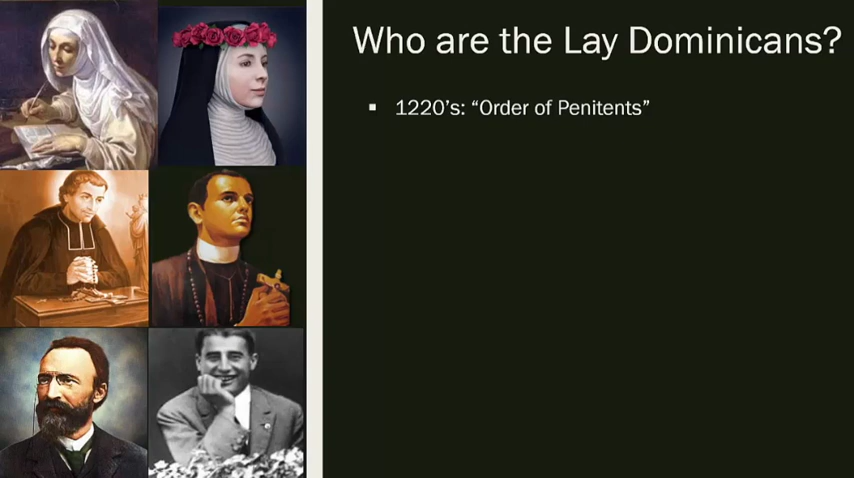 Who are the Lay Dominicans?
▪ 1220's: “Order of Penitents”